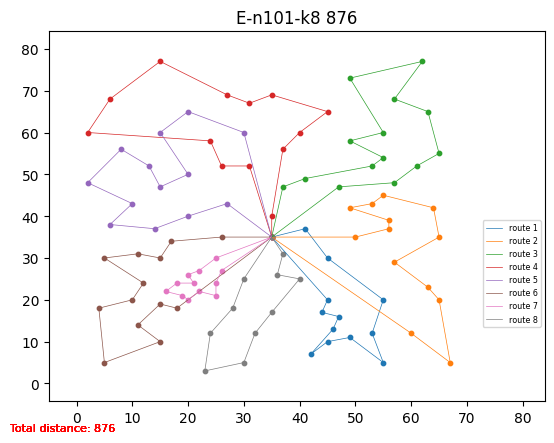 E-n101-k8 876
80
70
60
50
40
30
20
10
0
route 1
route 2
route 3
route 4
route 5
route 6
route 7
route 8
0 10 20 30 40 50 60 70 80
Total distance: 876